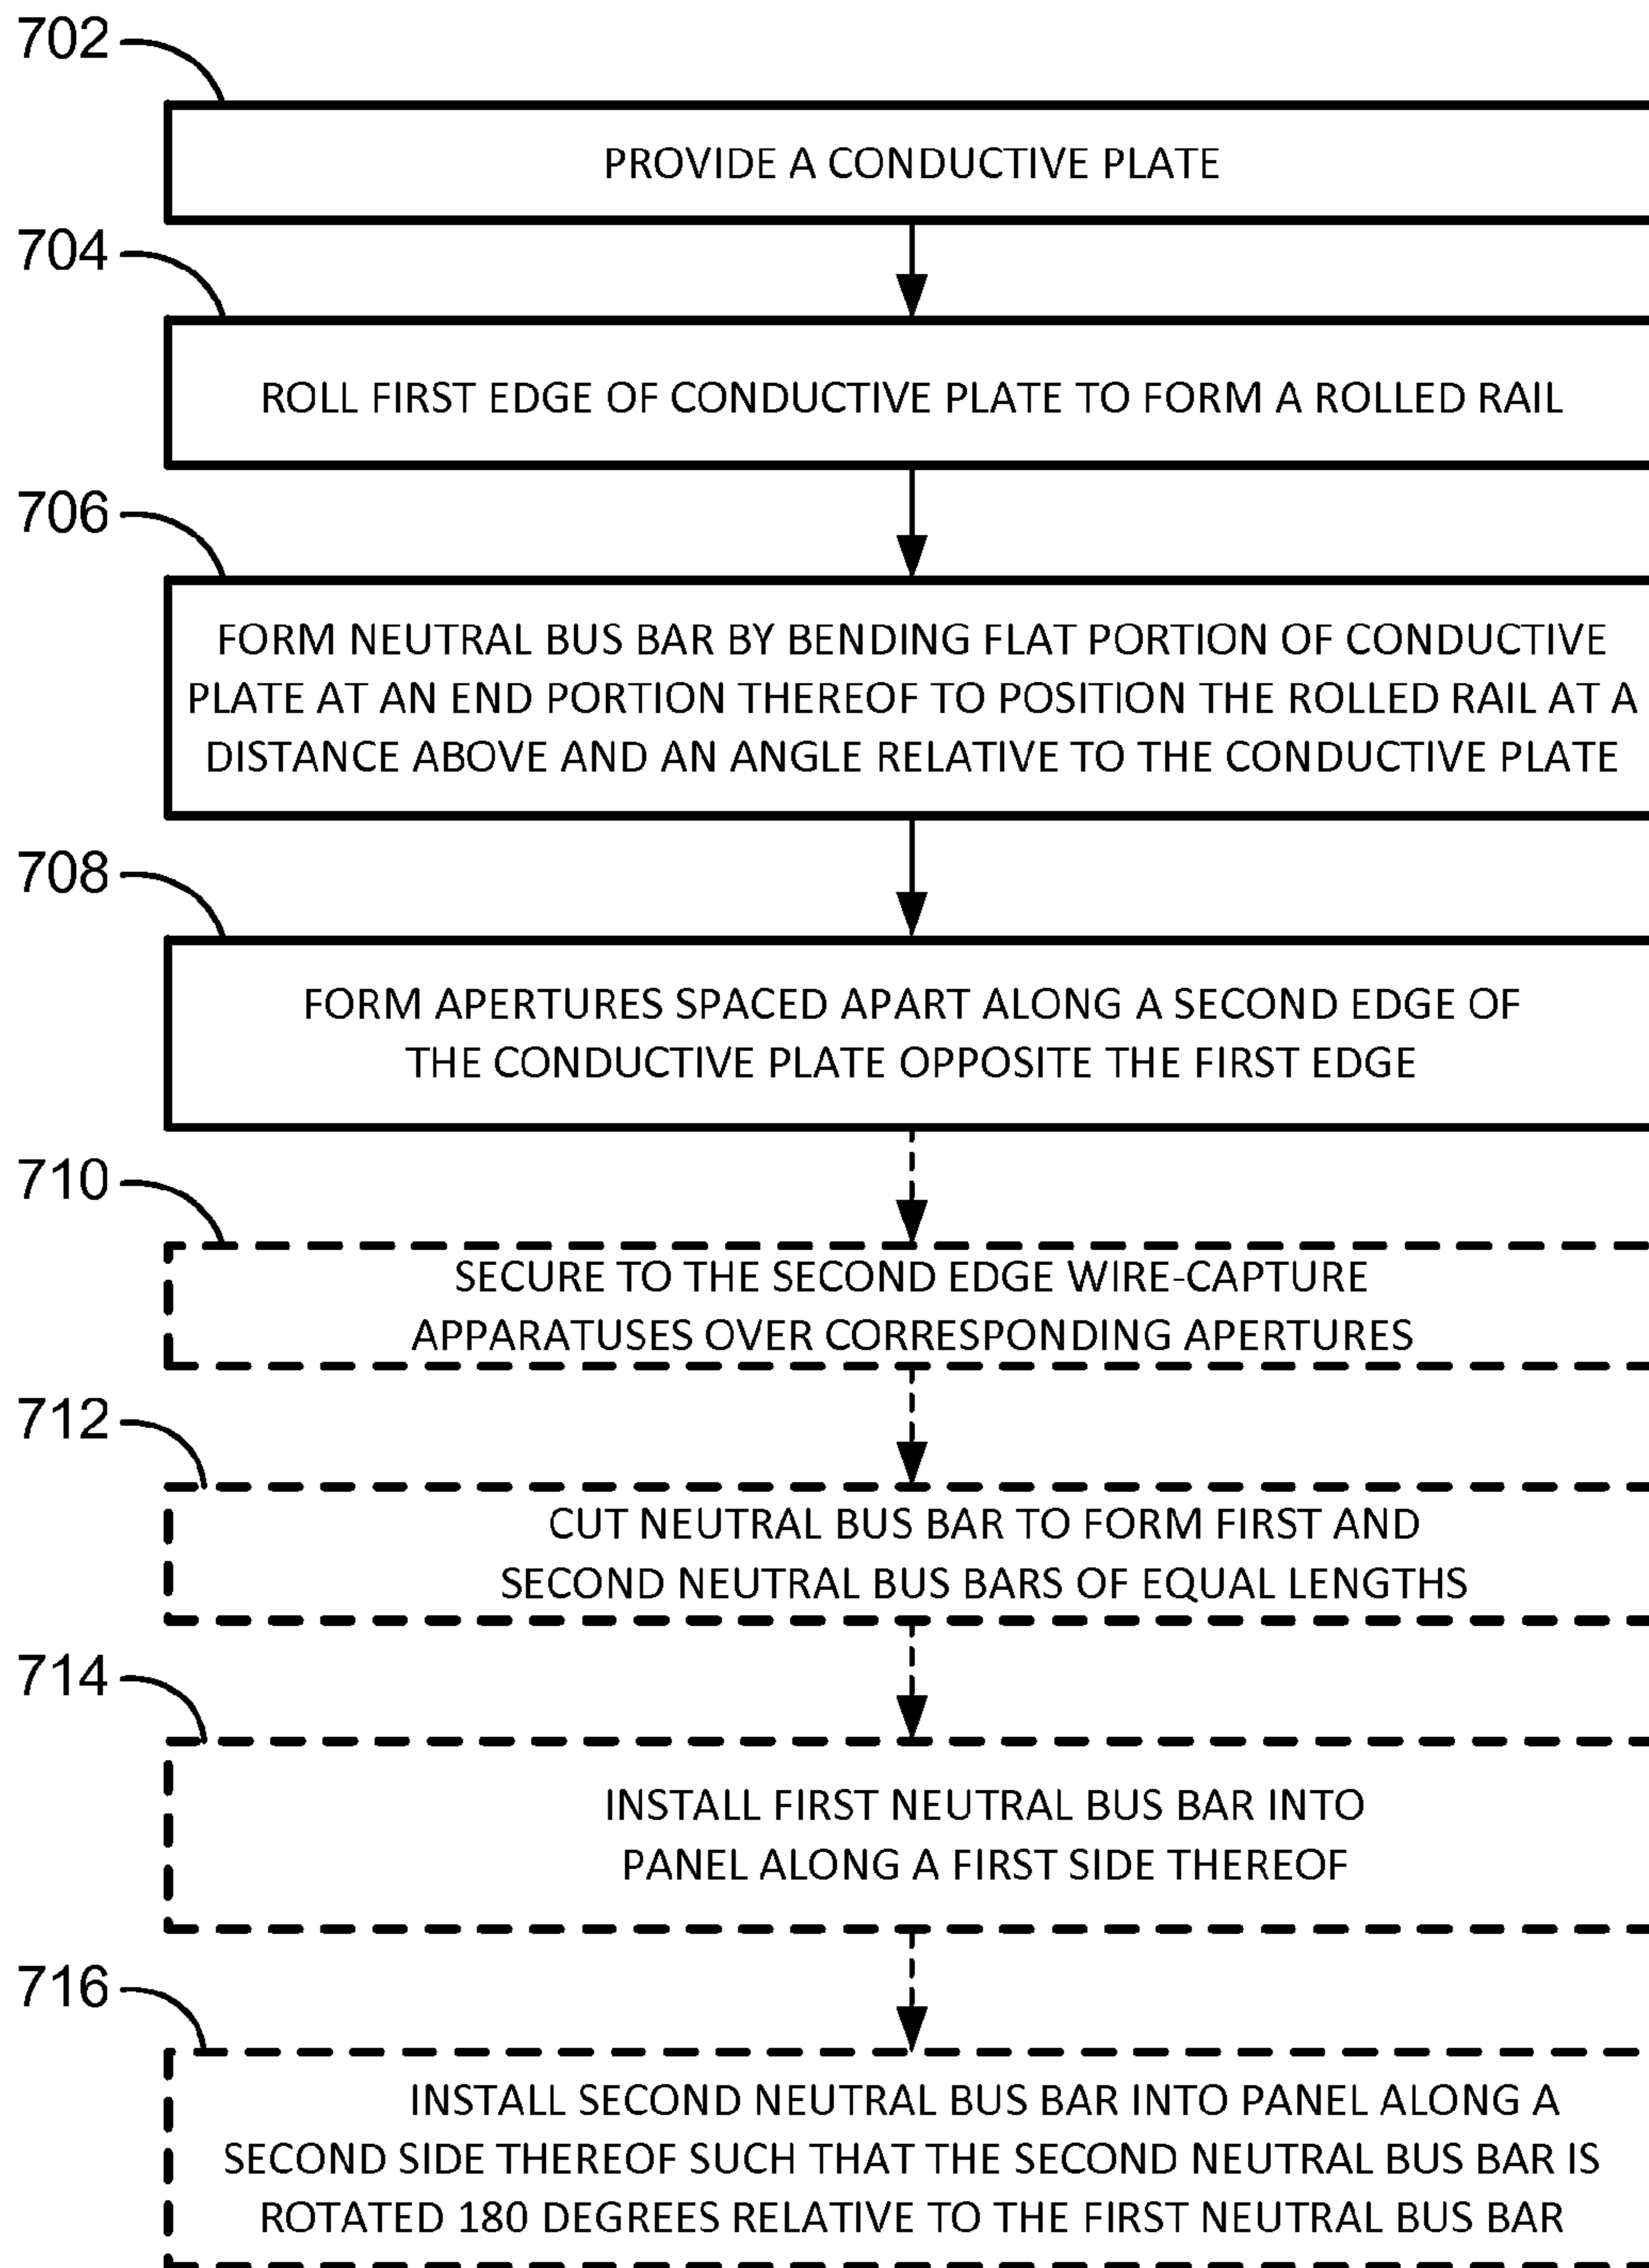 702
PROVIDE A CONDUCTIVE PLATE
704
ROLL FIRST EDGE OF CONDUCTIVE PLATE TO FORM A ROLLED RAIL
706
FORM NEUTRAL BUS BAR BY BENDING FLAT PORTION OF CONDUCTIVE
PLATE AT AN END PORTION THEREOF TO POSITION THE ROLLED RAIL AT A
DISTANCE ABOVE AND AN ANGLE RELATIVE TO THE CONDUCTIVE PLATE
708
FORM APERTURES SPACED APART ALONG A SECOND EDGE OF
THE CONDUCTIVE PLATE OPPOSITE THE FIRST EDGE
710
SECURE TO THE SECOND EDGE WIRE-CAPTURE
APPARATUSES OVER CORRESPONDING APERTURES
712
CUT NEUTRAL BUS BAR TO FORM FIRST AND
SECOND NEUTRAL BUS BARS OF EQUAL LENGTHS
714
INSTALL FIRST NEUTRAL BUS BAR INTO
PANEL ALONG A FIRST SIDE THEREOF
716
INSTALL SECOND NEUTRAL BUS BAR INTO PANEL ALONG A
SECOND SIDE THEREOF SUCH THAT THE SECOND NEUTRAL BUS BAR IS
ROTATED 180 DEGREES RELATIVE TO THE FIRST NEUTRAL BUS BAR